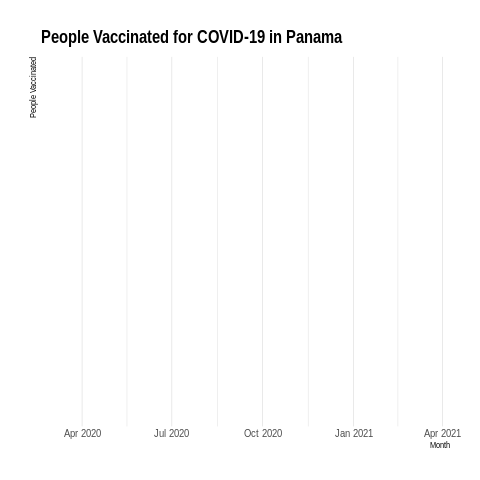 People Vaccinated for COVID-19 in Panama
People Vaccinated
Apr 2020
Jul 2020
Oct 2020
Jan 2021
Apr 2021
Month